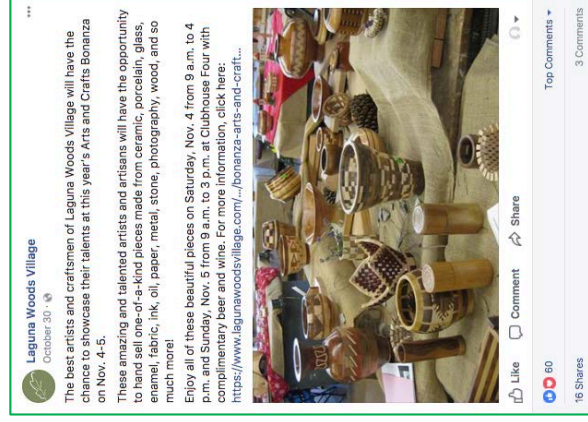 Laguna Woods Village
October 30 ·
The best artists and craftsmen of Laguna Woods Village will have the
chance to showcase their talents at this year's Arts and Crafts Bonanza
on Nov. 4-5.
These amazing and talented artists and artisans will have the opportunity
to hand sell one-of-a-kind pieces made from ceramic, porcelain, glass,
enamel, fabric, ink, oil, paper, metal, stone, photography, wood, and so
much more!
Enjoy all of these beautiful pieces on Saturday, Nov. 4 from 9 a.m. to 4
p.m. and Sunday, Nov. 5 from 9 a.m. to 3 p.m. at Clubhouse Four with
complimentary beer and wine. For more information, click here:
https://www.lagunawoodsvillage.com/.../bonanza-arts-and-craft...
Like Comment Share
60 Top Comments
16 Shares 3 Comments